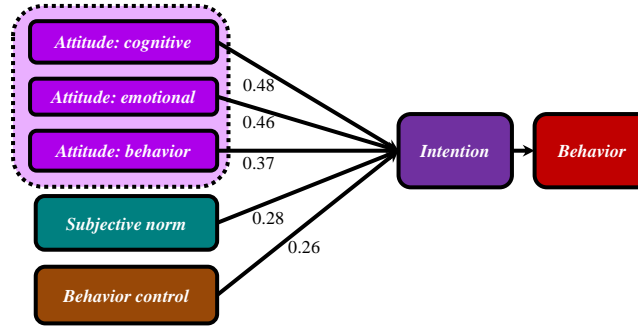 Attitude: cognitive
0.48
Attitude: emotional
0.46
Attitude: behavior
0.37
Intention
Behavior
Subjective norm
0.28
0.26
Behavior control